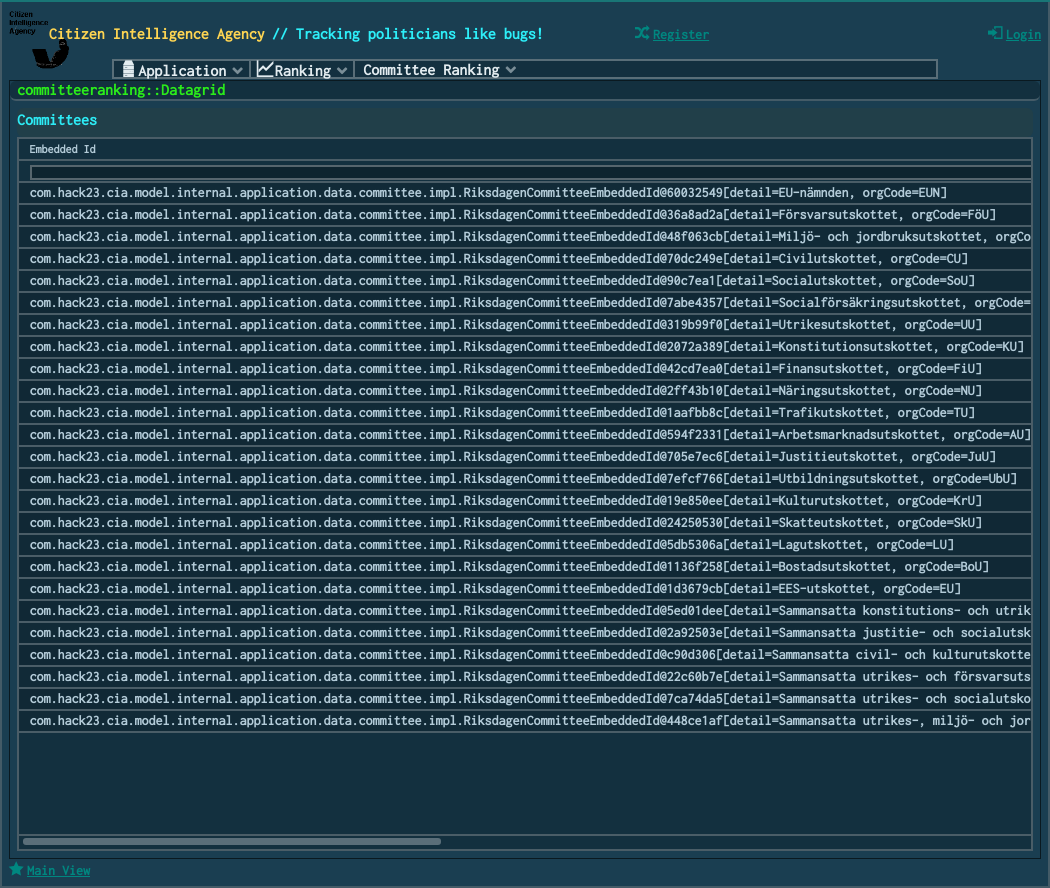 Citizen
Intelligence
Agency
Citizen Intelligence Agency // Tracking politicians like bugs!
Register
Login
Application
Ranking
Committee Ranking
committeeranking::Datagrid
Committees
Embedded Id
com.hack23.cia.model.internal.application.data.committee.impl.RiksdagenCommitteeEmbeddedId@60032549[detail=EU-nämnden, orgCode=EUN]
com.hack23.cia.model.internal.application.data.committee.impl.RiksdagenCommitteeEmbeddedId@36a8ad2a[detail=Försvarsutskottet, orgCode=FöU]
com.hack23.cia.model.internal.application.data.committee.impl.RiksdagenCommitteeEmbeddedId@48f063cb[detail=Miljö- och jordbruksutskottet, orgCo
com.hack23.cia.model.internal.application.data.committee.impl.RiksdagenCommitteeEmbeddedId@70dc249e[detail=Civilutskottet, orgCode=CU]
com.hack23.cia.model.internal.application.data.committee.impl.RiksdagenCommitteeEmbeddedId@90c7ea1[detail=Socialutskottet, orgCode=SoU]
com.hack23.cia.model.internal.application.data.committee.impl.RiksdagenCommitteeEmbeddedId@7abe4357[detail=Socialförsäkringsutskottet, orgCode=
com.hack23.cia.model.internal.application.data.committee.impl.RiksdagenCommitteeEmbeddedId@319b99f0[detail=Utrikesutskottet, orgCode=UU]
com.hack23.cia.model.internal.application.data.committee.impl.RiksdagenCommitteeEmbeddedId@2072a389[detail=Konstitutionsutskottet, orgCode=KU]
com.hack23.cia.model.internal.application.data.committee.impl.RiksdagenCommitteeEmbeddedId@42cd7ea0[detail=Finansutskottet, orgCode=FiU]
com.hack23.cia.model.internal.application.data.committee.impl.RiksdagenCommitteeEmbeddedId@2ff43b10[detail=Näringsutskottet, orgCode=NU]
com.hack23.cia.model.internal.application.data.committee.impl.RiksdagenCommitteeEmbeddedId@1aafbb8c[detail=Trafikutskottet, orgCode=TU]
com.hack23.cia.model.internal.application.data.committee.impl.RiksdagenCommitteeEmbeddedId@594f2331[detail=Arbetsmarknadsutskottet, orgCode=AU]
com.hack23.cia.model.internal.application.data.committee.impl.RiksdagenCommitteeEmbeddedId@705e7ec6[detail=Justitieutskottet, orgCode=JuU]
com.hack23.cia.model.internal.application.data.committee.impl.RiksdagenCommitteeEmbeddedId@7efcf766[detail=Utbildningsutskottet, orgCode=UbU]
com.hack23.cia.model.internal.application.data.committee.impl.RiksdagenCommitteeEmbeddedId@19e850ee[detail=Kulturutskottet, orgCode=KrU]
com.hack23.cia.model.internal.application.data.committee.impl.RiksdagenCommitteeEmbeddedId@24250530[detail=Skatteutskottet, orgCode=SkU]
com.hack23.cia.model.internal.application.data.committee.impl.RiksdagenCommitteeEmbeddedId@5db5306a[detail=Lagutskottet, orgCode=LU]
com.hack23.cia.model.internal.application.data.committee.impl.RiksdagenCommitteeEmbeddedId@1136f258[detail=Bostadsutskottet, orgCode=BoU]
com.hack23.cia.model.internal.application.data.committee.impl.RiksdagenCommitteeEmbeddedId@1d3679cb[detail=EES-utskottet, orgCode=EU]
com.hack23.cia.model.internal.application.data.committee.impl.RiksdagenCommitteeEmbeddedId@5ed01dee[detail=Sammansatta konstitutions- och utrik
com.hack23.cia.model.internal.application.data.committee.impl.RiksdagenCommitteeEmbeddedId@2a92503e[detail=Sammansatta justitie- och socialutsk
com.hack23.cia.model.internal.application.data.committee.impl.RiksdagenCommitteeEmbeddedId@c90d306[detail=Sammansatta civil- och kulturutskotte
com.hack23.cia.model.internal.application.data.committee.impl.RiksdagenCommitteeEmbeddedId@22c60b7e[detail=Sammansatta utrikes- och försvarsuts
com.hack23.cia.model.internal.application.data.committee.impl.RiksdagenCommitteeEmbeddedId@7ca74da5[detail=Sammansatta utrikes- och socialutsko
com.hack23.cia.model.internal.application.data.committee.impl.RiksdagenCommitteeEmbeddedId@448ce1af[detail=Sammansatta utrikes-, miljö- och jor
Main View